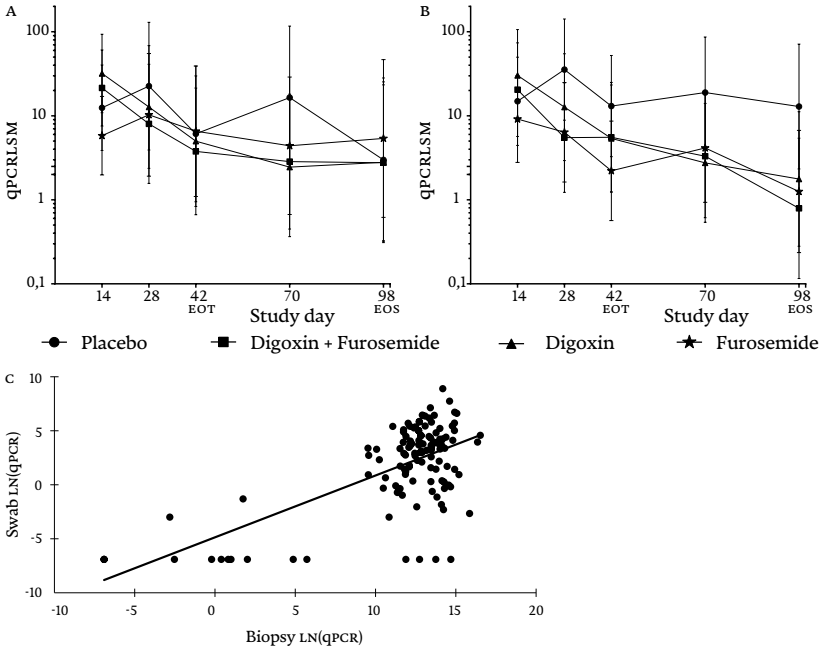 A
B
100
10
1
0,1
qPCRLSM
14 28 42 70 98
EOT EOS
Study day
100
10
1
0,1
qPCRLSM
14 28 42 70 98
EOT EOS
Study day
Placebo Digoxin + Furosemide Digoxin Furosemide
C
10
5
0
-5
-10
Swab LN(qPCR)
-10 -5 0 5 10 15 20
Biopsy LN(qPCR)